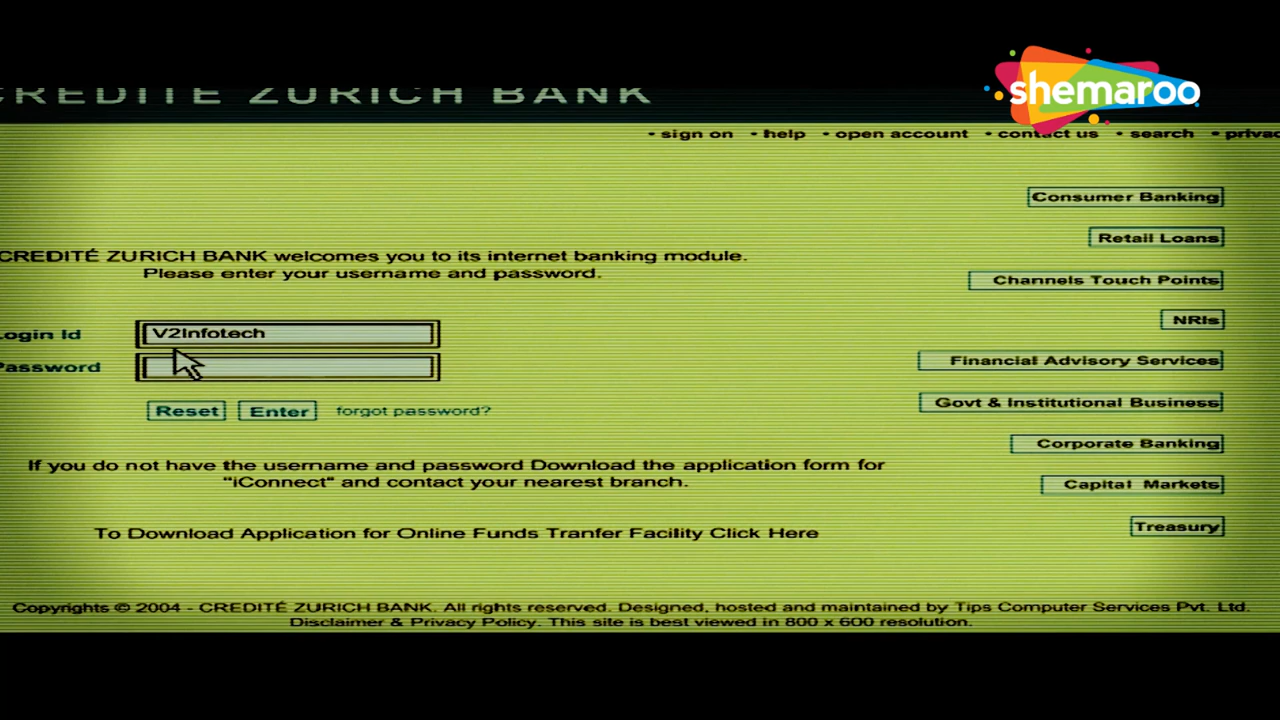 CREDITÉ ZURICH BANK
shemaroo
• sign on • help • open account • contact us • search • priva
Consumer Banking
Retail Loans
Channels Touch Points
NRIs
Financial Advisory Services
Govt & Institutional Business
Corporate Banking
Capital Markets
Treasury
CREDITÉ ZURICH BANK welcomes you to its internet banking module.
Please enter your username and password.
Login Id V2Infotech
Password
Reset Enter forgot password?
If you do not have the username and password Download the application form for
"iConnect" and contact your nearest branch.
To Download Application for Online Funds Tranfer Facility Click Here
Copyrights © 2004 - CREDITÉ ZURICH BANK. All rights reserved. Designed, hosted and maintained by Tips Computer Services Pvt. Ltd.
Disclaimer & Privacy Policy. This site is best viewed in 800 x 600 resolution.